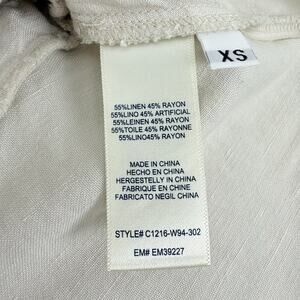 XS
55%LINEN 45% RAYON
55%LINO 45% ARTIFICIAL
55%LEINEN 45% RAYON
55%TOILE 45% RAYONNE
55%LINO45% RAYON
MADE IN CHINA
HECHO EN CHINA
HERGESTELLY IN CHINA
FABRIQUE EN CHINE
FABRICATO NEGIL CHINA
STYLE# C1216-W94-302
EM# EM39227